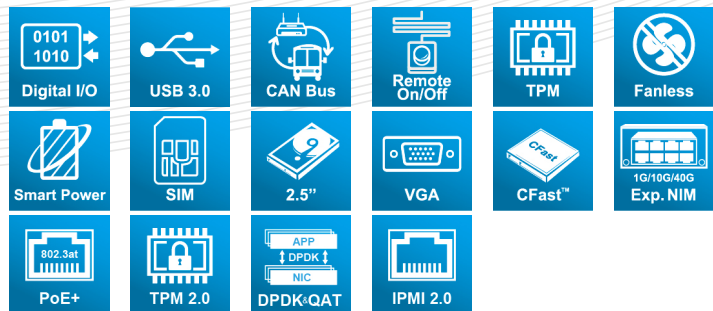 0101
1010
Digital I/O
USB 3.0
CAN Bus
Remote
On/Off
TPM
Fanless
Smart Power
SIM
9
2.5”
VGA
CFast
CFast™
1G/10G/40G
Exp. NIM
802.3at
PoE+
TPM 2.0
APP
DPDK
NIC
DPDK&QAT
IPMI 2.0